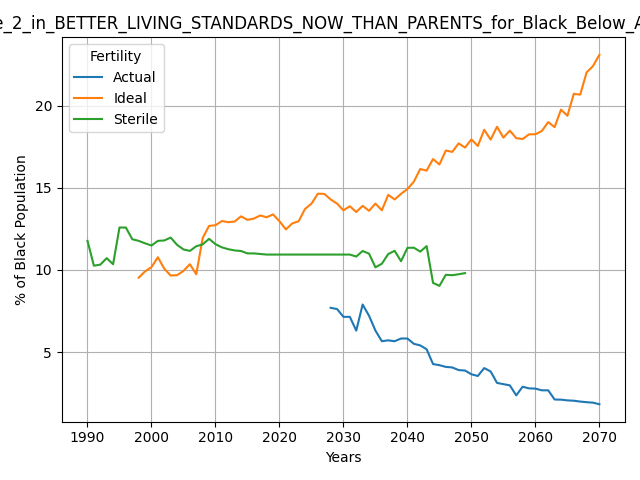 e_2_in_BETTER_LIVING_STANDARDS_NOW_THAN_PARENTS_for_Black_Below_A
Fertility
Actual
Ideal
Sterile
20
15
10
5
% of Black Population
1990 2000 2010 2020 2030 2040 2050 2060 2070
Years